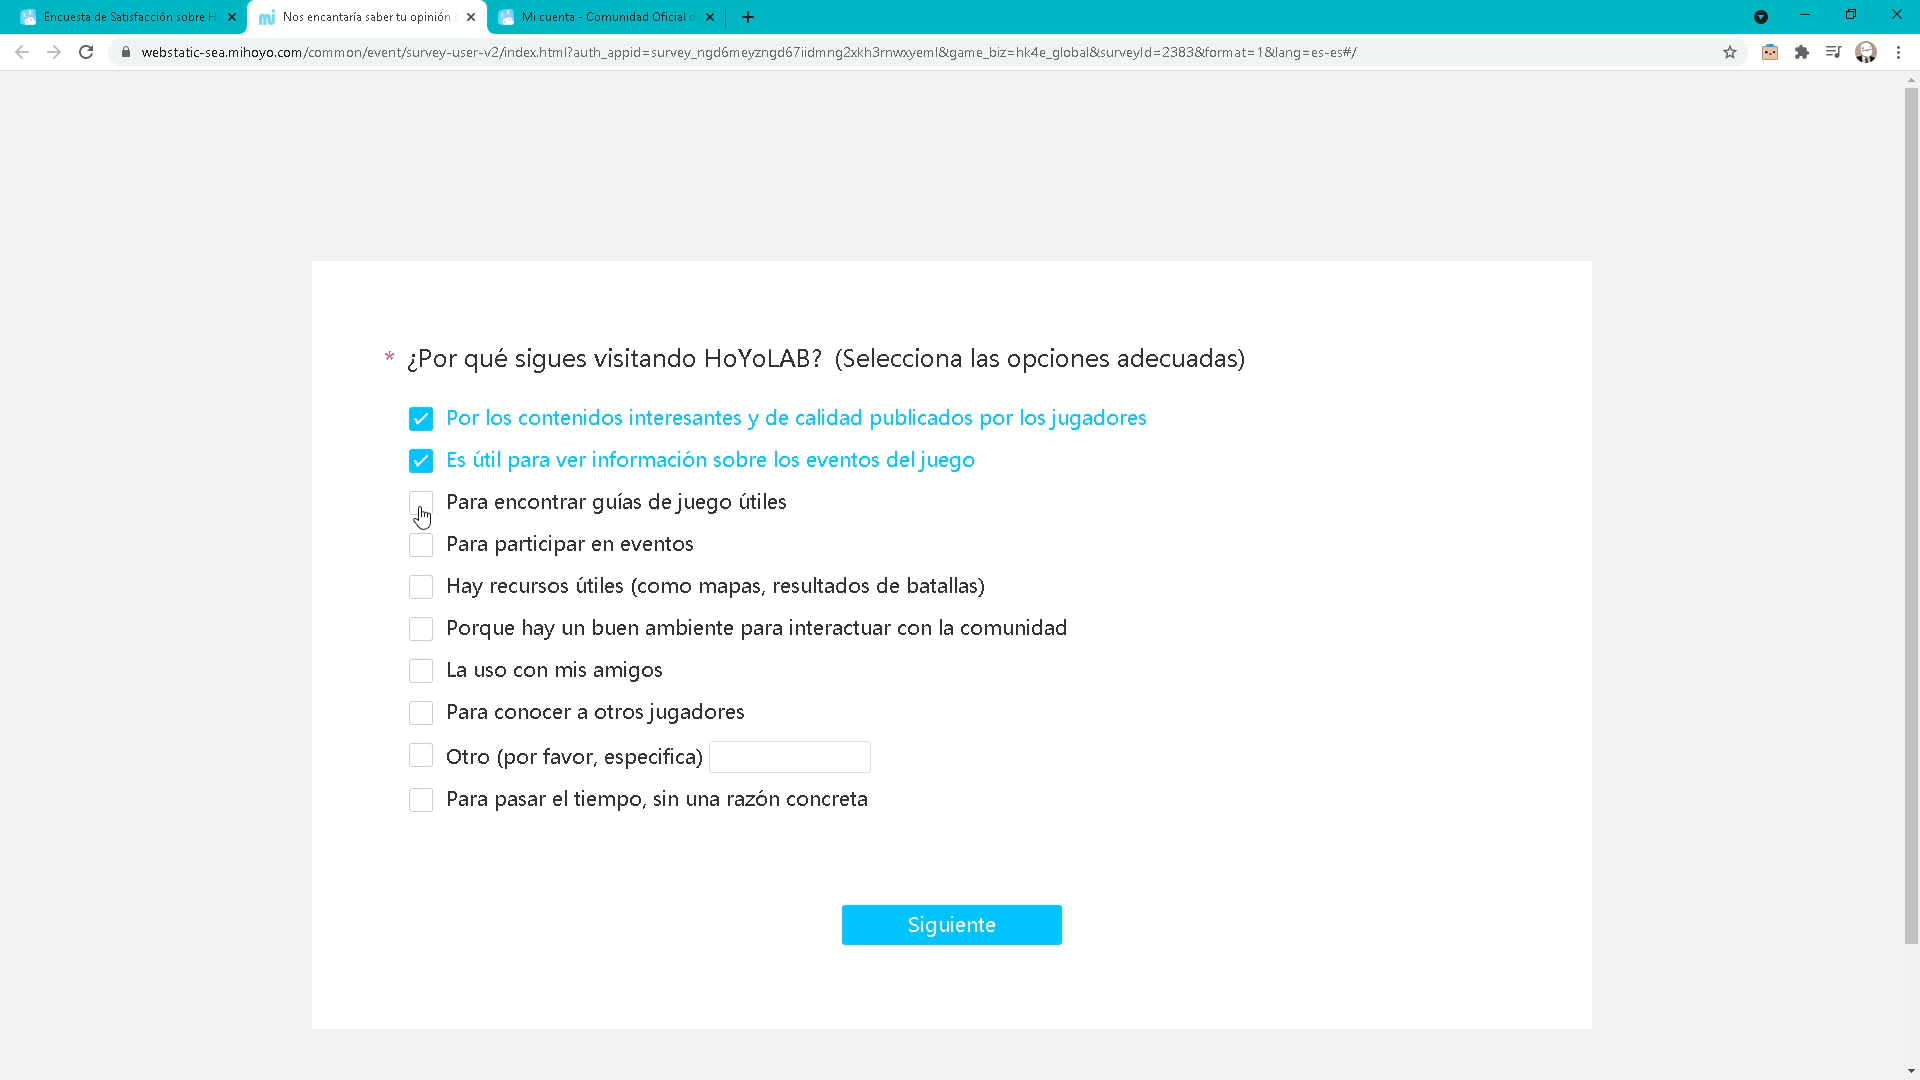 Encuesta de Satisfacción sobre H
Nos encantaría saber tu opinión s
Mi cuenta - Comunidad Oficial d
webstatic-sea.mihoyo.com/common/event/survey-user-v2/index.html?auth_appid=survey_ngd6meyzngd67iidmng2xkh3rnwxyeml&game_biz=hk4e_global&surveyId=2383&format=1&lang=es-es#/
* ¿Por qué sigues visitando HoYoLAB? (Selecciona las opciones adecuadas)
Por los contenidos interesantes y de calidad publicados por los jugadores
Es útil para ver información sobre los eventos del juego
Para encontrar guías de juego útiles
Para participar en eventos
Hay recursos útiles (como mapas, resultados de batallas)
Porque hay un buen ambiente para interactuar con la comunidad
La uso con mis amigos
Para conocer a otros jugadores
Otro (por favor, especifica)
Para pasar el tiempo, sin una razón concreta
Siguiente